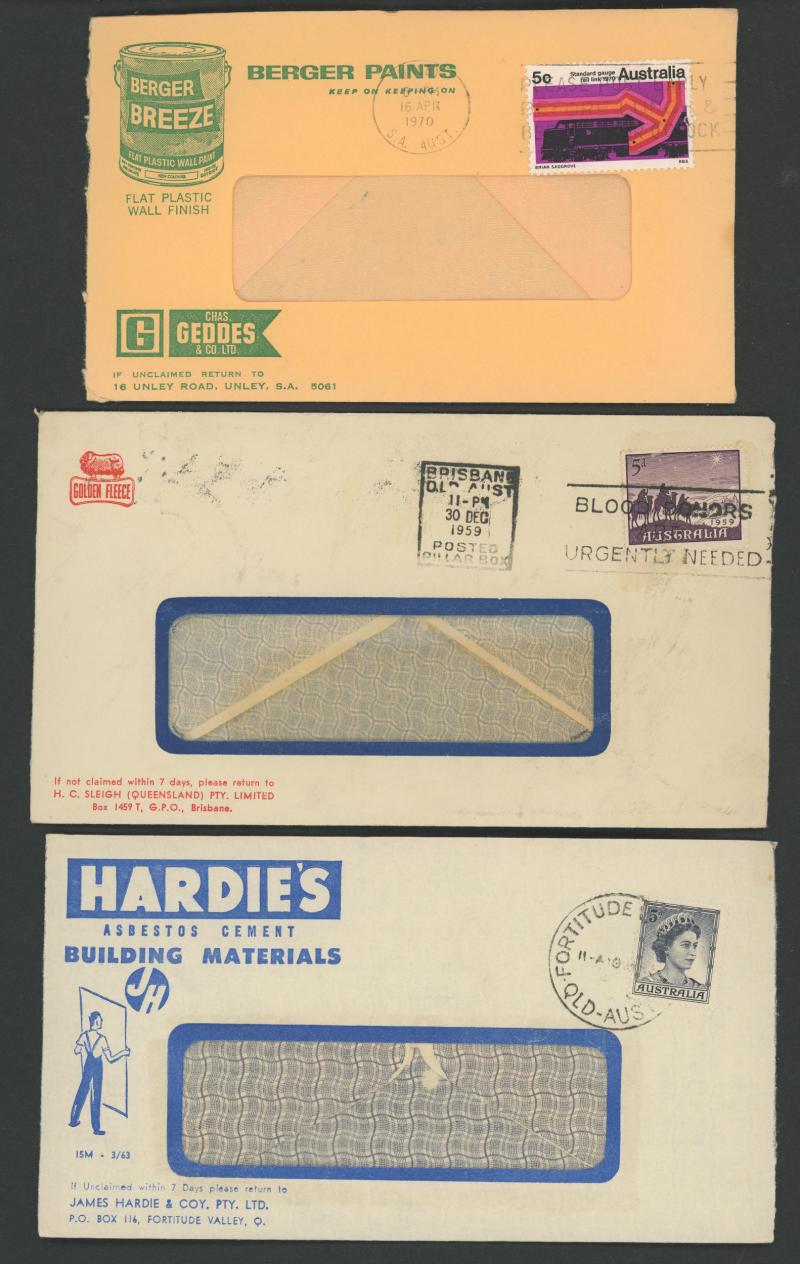 BERGER
BREEZE
FLAT PLASTIC WALL PAINT
FLAT PLASTIC
WALL FINISH
BERGER PAINTS
KEEP ON KEEPING ON
16 APR
1970
S.A. AUST.
5c
Standard gauge
rail link 1970
Australia
BRIAN SADGROVE
RBA
G
CHAS.
GEDDES
& CO. LTD.
IF UNCLAIMED RETURN TO
16 UNLEY ROAD, UNLEY, S.A. 5061
GOLDEN FLEECE
BRISBANE
QLD AUST
11-PM
30 DEC
1959
POSTED
PILLAR BOX
BLOOD DONORS
URGENTLY NEEDED
5d
1959
AUSTRALIA
If not claimed within 7 days, please return to
H. C. SLEIGH (QUEENSLAND) PTY. LIMITED
Box 1459 T, G.P.O., Brisbane.
HARDIE'S
ASBESTOS CEMENT
BUILDING MATERIALS
JH
15M - 3/63
FORTITUDE
QLD-AUST
5d
AUSTRALIA
If Unclaimed within 7 Days please return to
JAMES HARDIE & COY. PTY. LTD.
P.O. BOX 116, FORTITUDE VALLEY, Q.